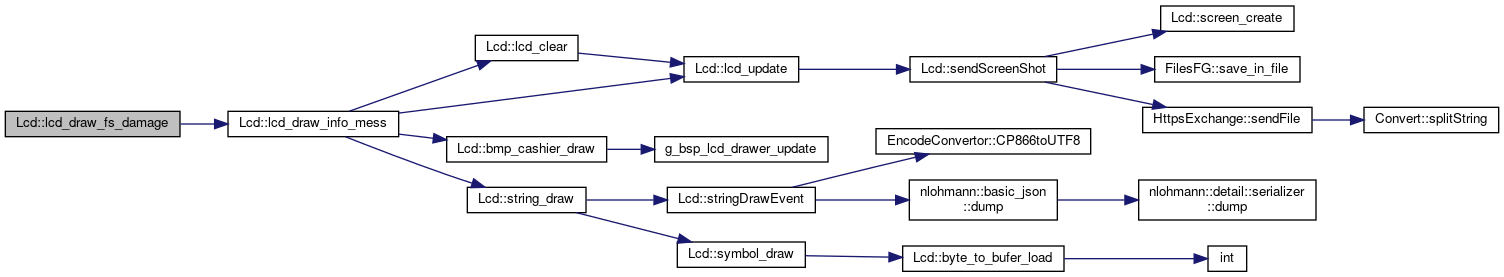 Lcd::lcd_draw_fs_damage
Lcd::lcd_draw_info_mess
Lcd::lcd_clear
Lcd::lcd_update
Lcd::sendScreenShot
Lcd::screen_create
FilesFG::save_in_file
HttpsExchange::sendFile
Convert::splitString
Lcd::bmp_cashier_draw
g_bsp_lcd_drawer_update
Lcd::string_draw
Lcd::stringDrawEvent
EncodeConvertor::CP866toUTF8
nlohmann::basic_json
::dump
nlohmann::detail::serializer
::dump
Lcd::symbol_draw
Lcd::byte_to_bufer_load
int